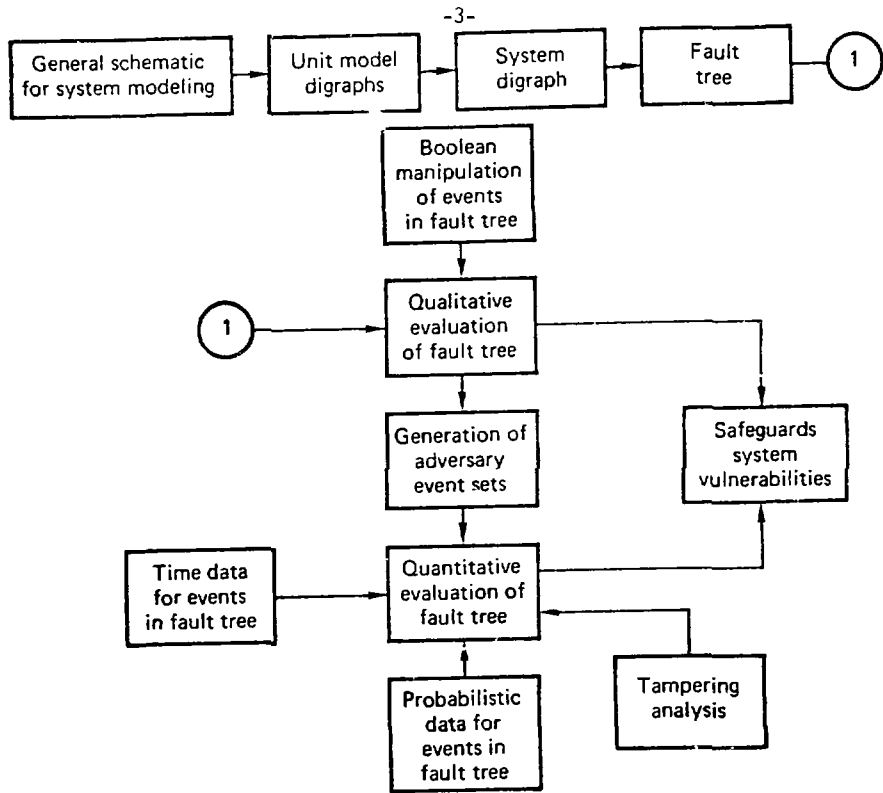 -3-
General schematic
for system modeling
Unit model
digraphs
System
digraph
Fault
tree
1
Boolean
manipulation
of events
in fault tree
1
Qualitative
evaluation
of fault tree
Generation of
adversary
event sets
Safeguards
system
vulnerabilities
Time data
for events
in fault tree
Quantitative
evaluation of
fault tree
Probabilistic
data for
events in
fault tree
Tampering
analysis